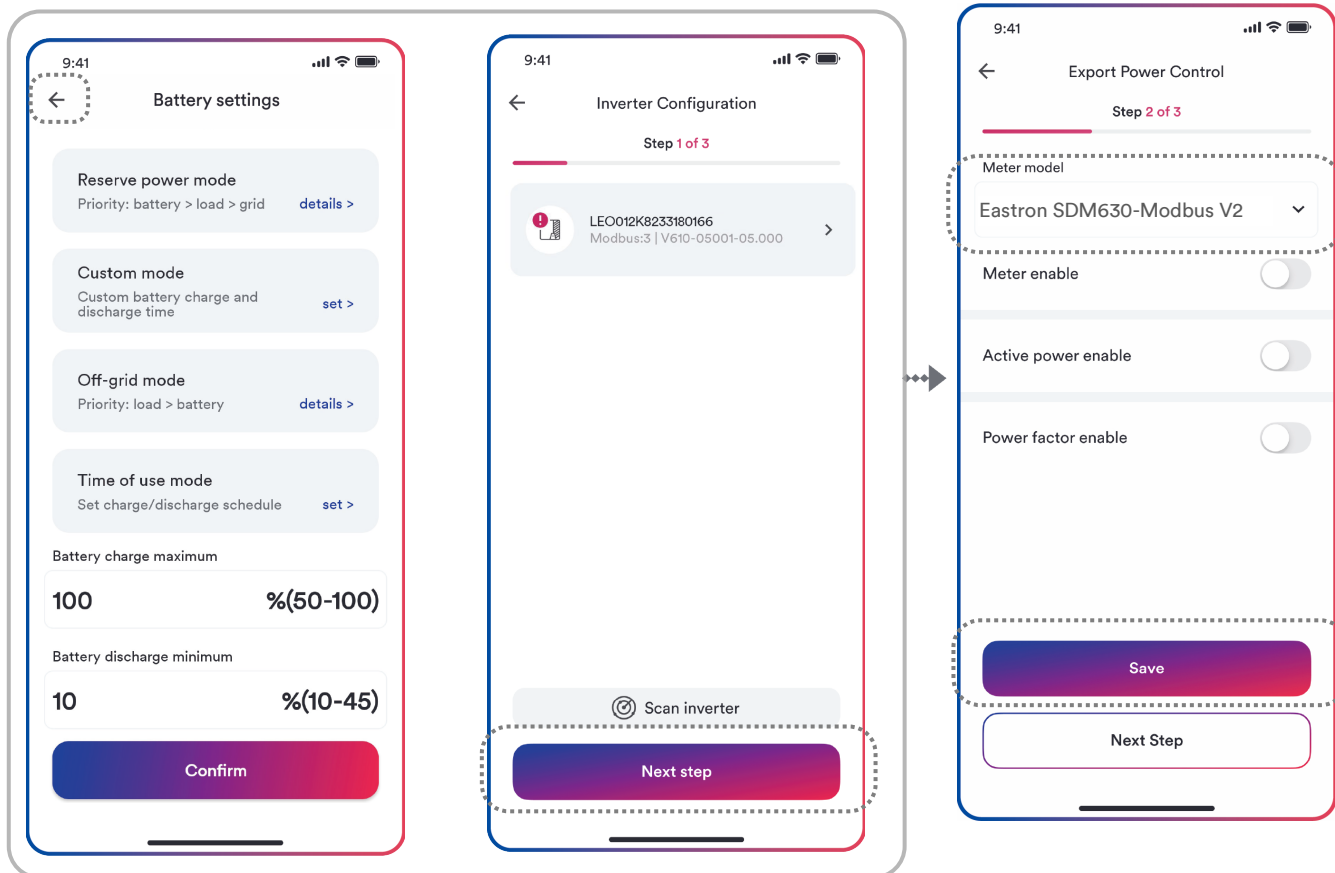 9:41
Battery settings
Reserve power mode
Priority: battery > load > grid details >
Custom mode
Custom battery charge and
discharge time
set >
Off-grid mode
Priority: load > battery details >
Time of use mode
Set charge/discharge schedule set >
Battery charge maximum
100 %(50-100)
Battery discharge minimum
10 %(10-45)
Confirm
9:41
Inverter Configuration
Step 1 of 3
LEO012K8233180166
Modbus:3 | V610-05001-05.000
Scan inverter
Next step
9:41
Export Power Control
Step 2 of 3
Meter model
Eastron SDM630-Modbus V2
Meter enable
Active power enable
Power factor enable
Save
Next Step